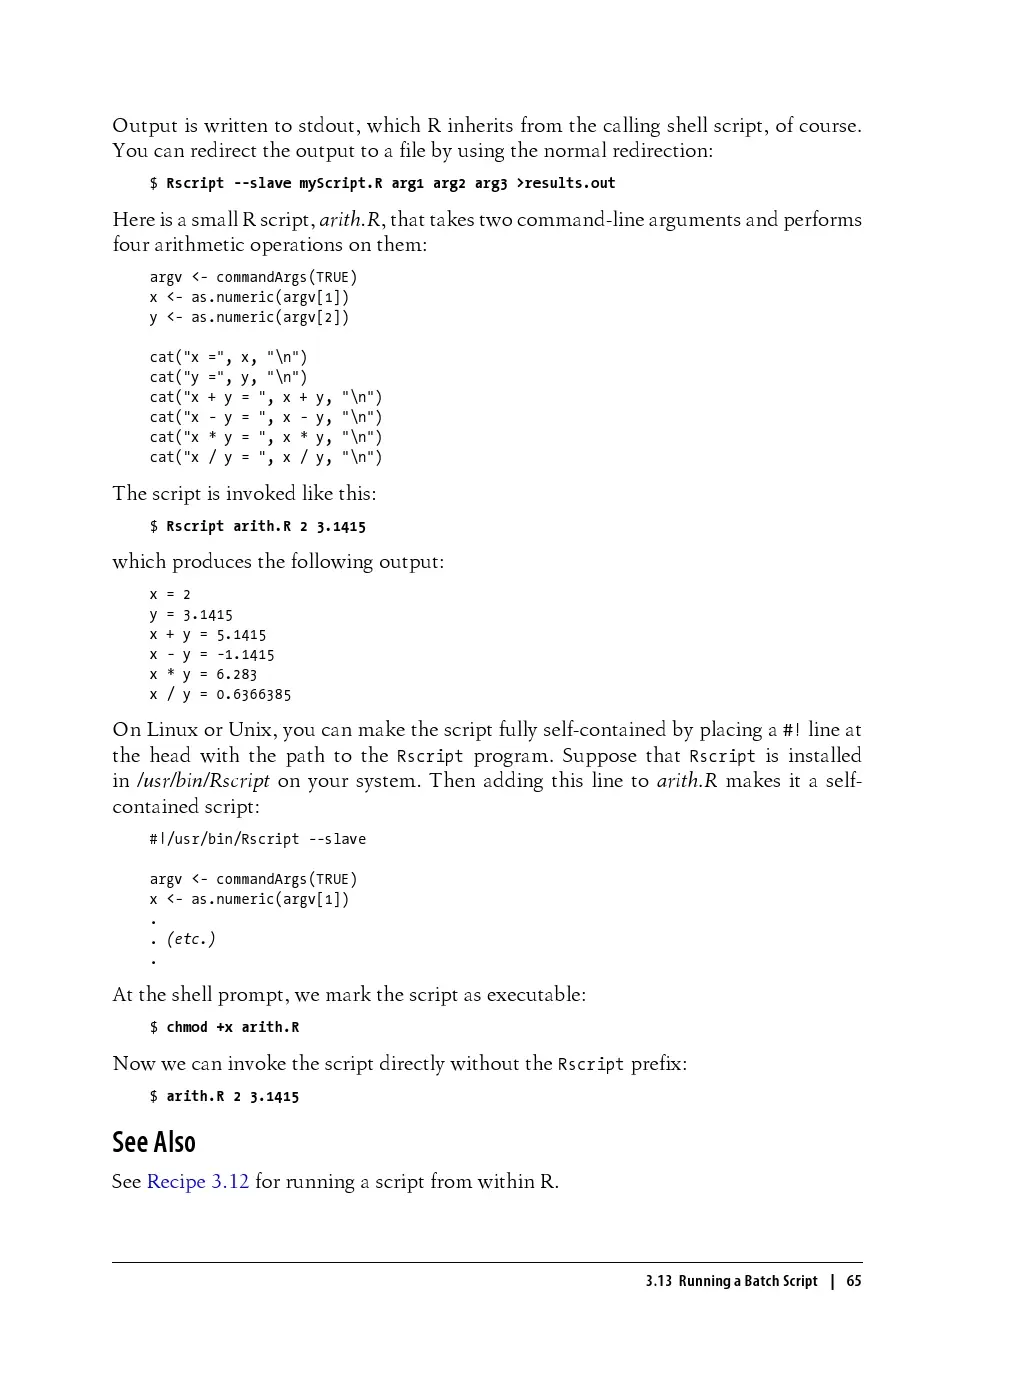 Output is written to stdout, which R inherits from the calling shell script, of course.
You can redirect the output to a file by using the normal redirection:
$ Rscript --slave myScript.R arg1 arg2 arg3 >results.out
Here is a small R script, arith.R, that takes two command-line arguments and performs
four arithmetic operations on them:
argv <- commandArgs(TRUE)
x <- as.numeric(argv[1])
y <- as.numeric(argv[2])
cat("x =", x, "\n")
cat("y =", y, "\n")
cat("x + y = ", x + y, "\n")
cat("x - y = ", x - y, "\n")
cat("x * y = ", x * y, "\n")
cat("x / y = ", x / y, "\n")
The script is invoked like this:
$ Rscript arith.R 2 3.1415
which produces the following output:
x = 2
y = 3.1415
x + y = 5.1415
x - y = -1.1415
x * y = 6.283
x / y = 0.6366385
On Linux or Unix, you can make the script fully self-contained by placing a #! line at
the head with the path to the Rscript program. Suppose that Rscript is installed
in /usr/bin/Rscript on your system. Then adding this line to arith.R makes it a self-
contained script:
#!/usr/bin/Rscript --slave
argv <- commandArgs(TRUE)
x <- as.numeric(argv[1])
.
. (etc.)
.
At the shell prompt, we mark the script as executable:
$ chmod +x arith.R
Now we can invoke the script directly without the Rscript prefix:
$ arith.R 2 3.1415
See Also
See Recipe 3.12 for running a script from within R.
3.13 Running a Batch Script | 65